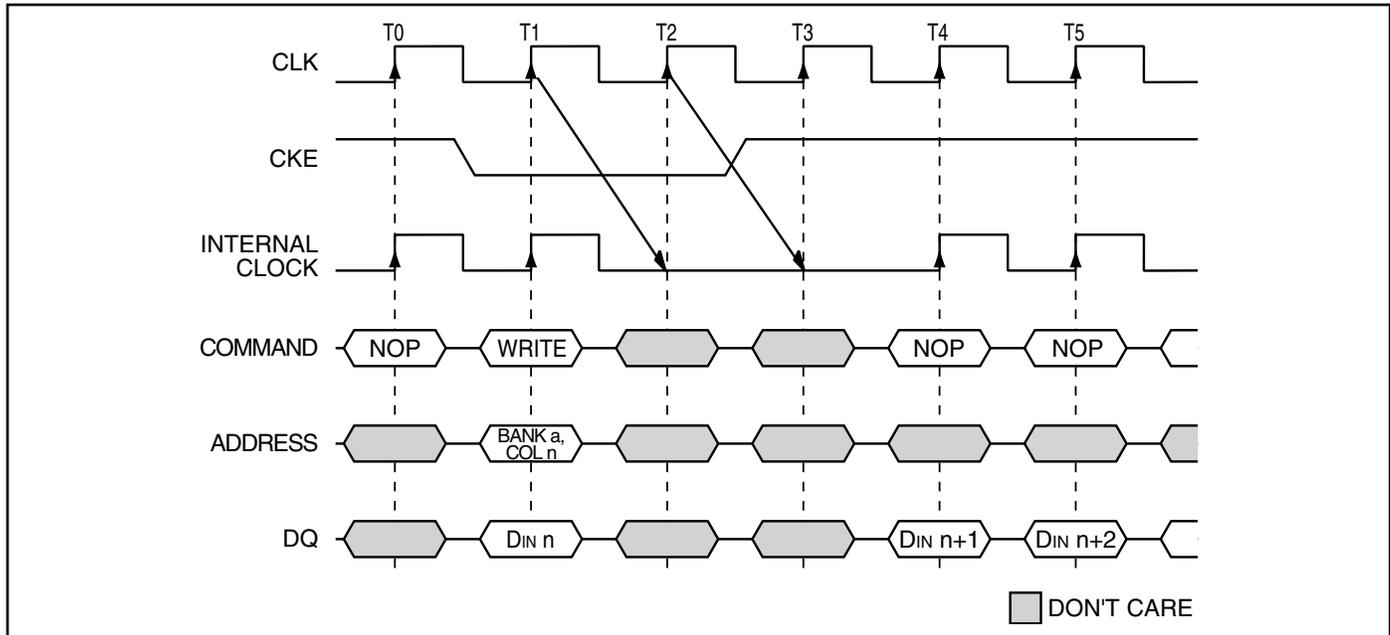 T0 T1 T2 T3 T4 T5
CLK
CKE
INTERNAL
CLOCK
COMMAND NOP WRITE NOP NOP
ADDRESS BANK a,
COL n
DQ DIN n DIN n+1 DIN n+2
DON'T CARE